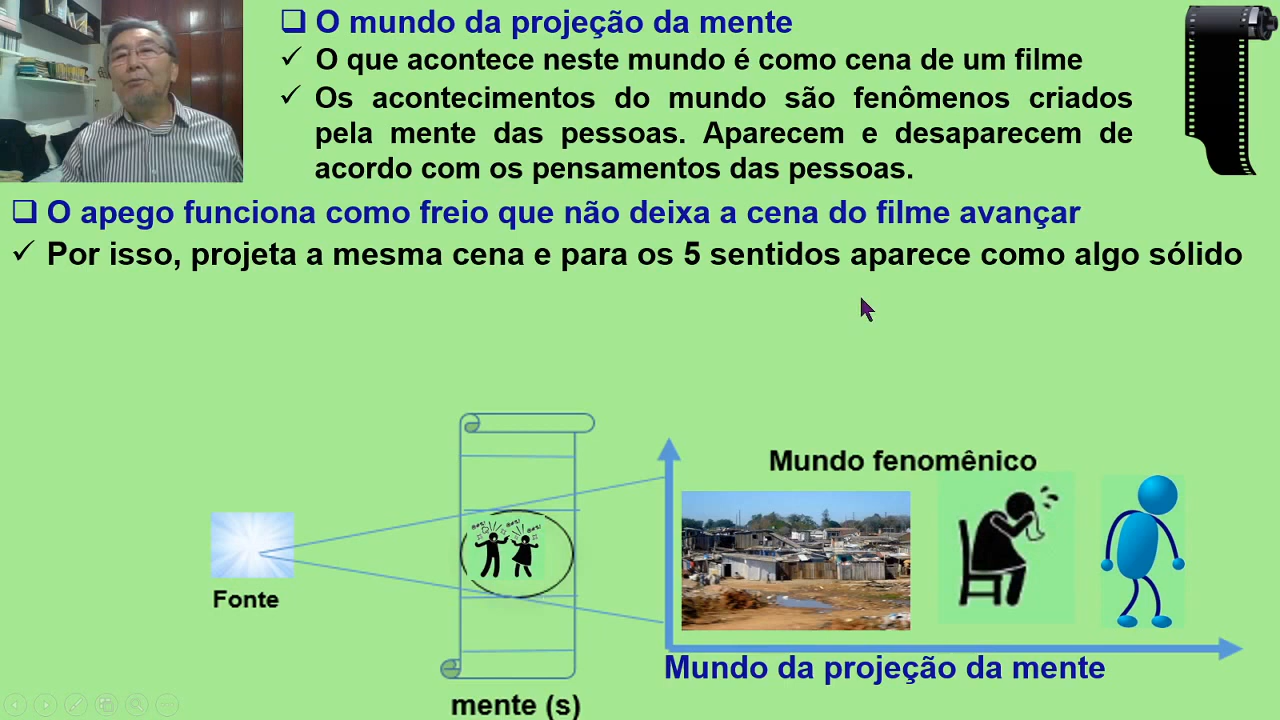 O mundo da projeção da mente
O que acontece neste mundo é como cena de um filme
Os acontecimentos do mundo são fenômenos criados
pela mente das pessoas. Aparecem e desaparecem de
acordo com os pensamentos das pessoas.
O apego funciona como freio que não deixa a cena do filme avançar
Por isso, projeta a mesma cena e para os 5 sentidos aparece como algo sólido
Mundo fenomênico
Fonte
Mundo da projeção da mente
mente (s)